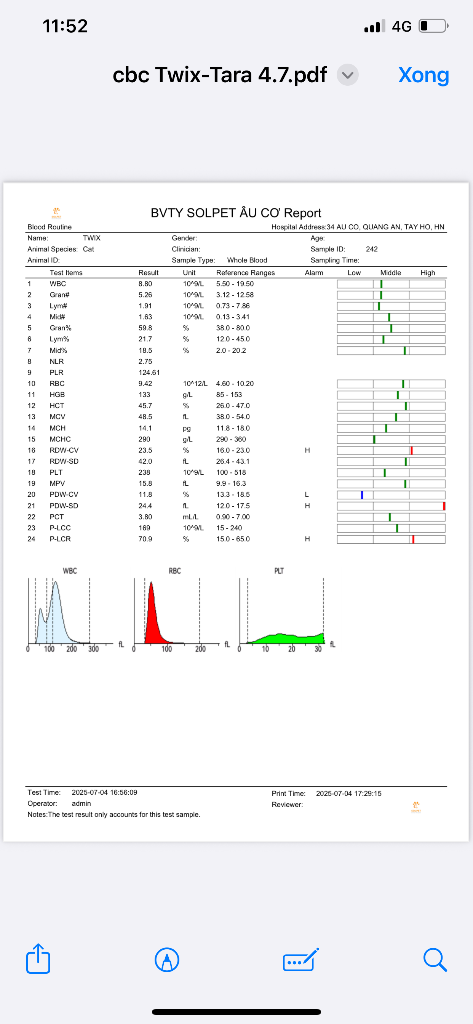 11:52 4G
cbc Twix-Tara 4.7.pdf Xong
BVTY SOLPET ÂU CƠ Report
Blood Routine Hospital Address:34 AU CO, QUANG AN, TAY HO, HN
Name: TWIX Gender: Age:
Animal Species: Cat Clinician: Sample ID: 242
Animal ID: Sample Type: Whole Blood Sampling Time:
Test Items Result Unit Reference Ranges Alarm Low Middle High
1 WBC 8.80 10^9/L 5.50 - 19.50
2 Gran# 5.26 10^9/L 3.12 - 12.58
3 Lym# 1.91 10^9/L 0.73 - 7.86
4 Mid# 1.63 10^9/L 0.13 - 3.41
5 Gran% 59.8 % 38.0 - 80.0
6 Lym% 21.7 % 12.0 - 45.0
7 Mid% 18.5 % 2.0 - 20.2
8 NLR 2.75
9 PLR 124.61
10 RBC 9.42 10^12/L 4.60 - 10.20
11 HGB 133 g/L 85 - 153
12 HCT 45.7 % 26.0 - 47.0
13 MCV 48.5 fL 38.0 - 54.0
14 MCH 14.1 pg 11.8 - 18.0
15 MCHC 290 g/L 290 - 360
16 RDW-CV 23.5 % 16.0 - 23.0 H
17 RDW-SD 42.0 fL 26.4 - 43.1
18 PLT 238 10^9/L 100 - 518
19 MPV 15.8 fL 9.9 - 16.3
20 PDW-CV 11.8 % 13.3 - 18.5 L
21 PDW-SD 24.4 fL 12.0 - 17.5 H
22 PCT 3.80 mL/L 0.90 - 7.00
23 P-LCC 169 10^9/L 15 - 240
24 P-LCR 70.9 % 15.0 - 65.0 H
WBC RBC PLT
0 100 200 300 fL 0 100 200 fL 0 10 20 30 fL
Test Time: 2025-07-04 16:56:09 Print Time: 2025-07-04 17:29:15
Operator: admin Reviewer:
Notes:The test result only accounts for this test sample.